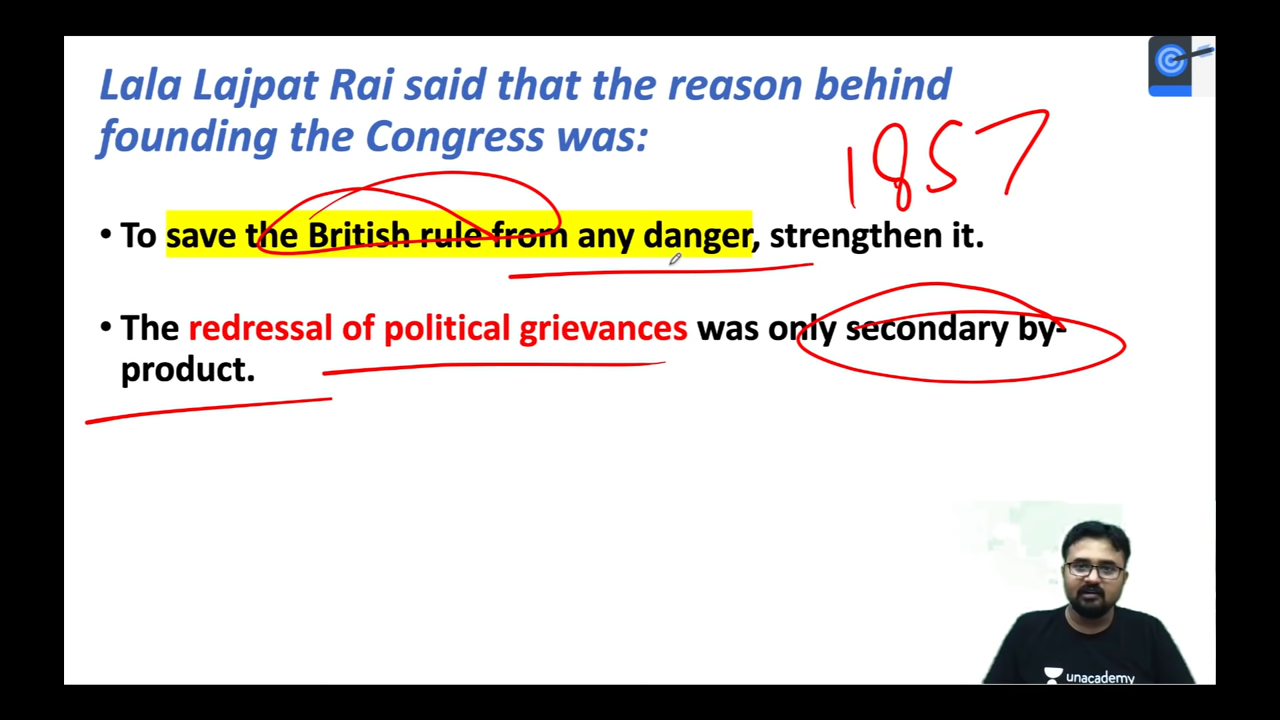 Lala Lajpat Rai said that the reason behind
founding the Congress was:
1857
• To save the British rule from any danger, strengthen it.
• The redressal of political grievances was only secondary by-
product.
unacademy